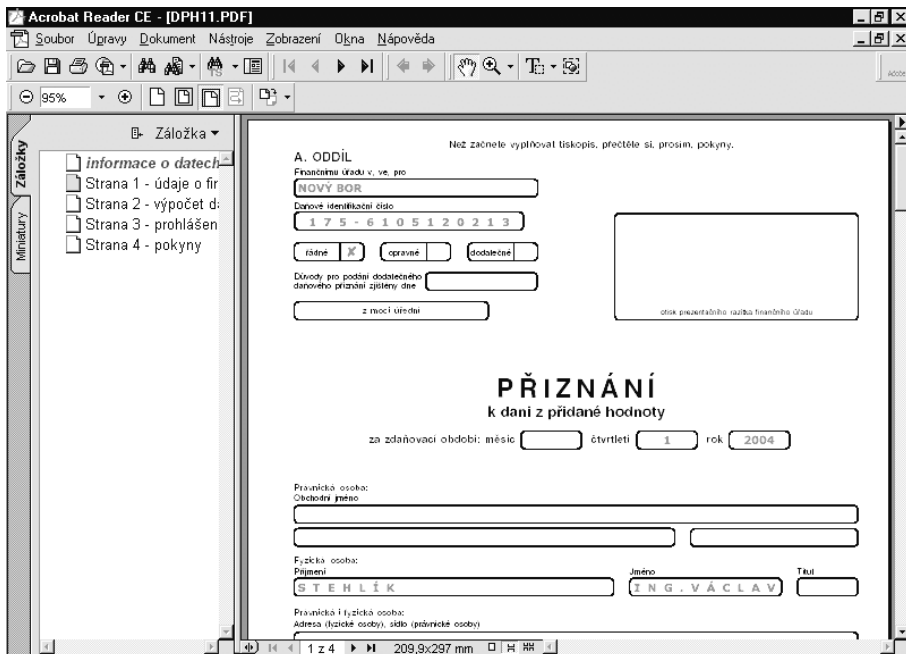 Acrobat Reader CE - [DPH11.PDF]
Soubor Úpravy Dokument Nástroje Zobrazení Okna Nápověda
95%
Záložky
Miniatury
Záložka
informace o datech
Strana 1 - údaje o fir
Strana 2 - výpočet d
Strana 3 - prohlášen
Strana 4 - pokyny
Než začnete vyplňovat tiskopis, přečtěte si, prosím, pokyny.
A. ODDÍL
Finančnímu úřadu v, ve, pro
NOVÝ BOR
Daňové identifikační číslo
175-6105120213
řádné X opravné dodatečné
Důvody pro podání dodatečného
daňového přiznání zjištěny dne
z moci úřední
otisk prezentačního razítka finančního úřadu
PŘIZNÁNÍ
k dani z přidané hodnoty
za zdaňovací období: měsíc čtvrtletí 1 rok 2004
Právnická osoba:
Obchodní jméno
Fyzická osoba:
Příjmení Jméno Titul
STEHLÍK ING.VÁCLAV
Právnická i fyzická osoba:
Adresa (fyzické osoby), sídlo (právnické osoby)
1 z 4 209,9x297 mm